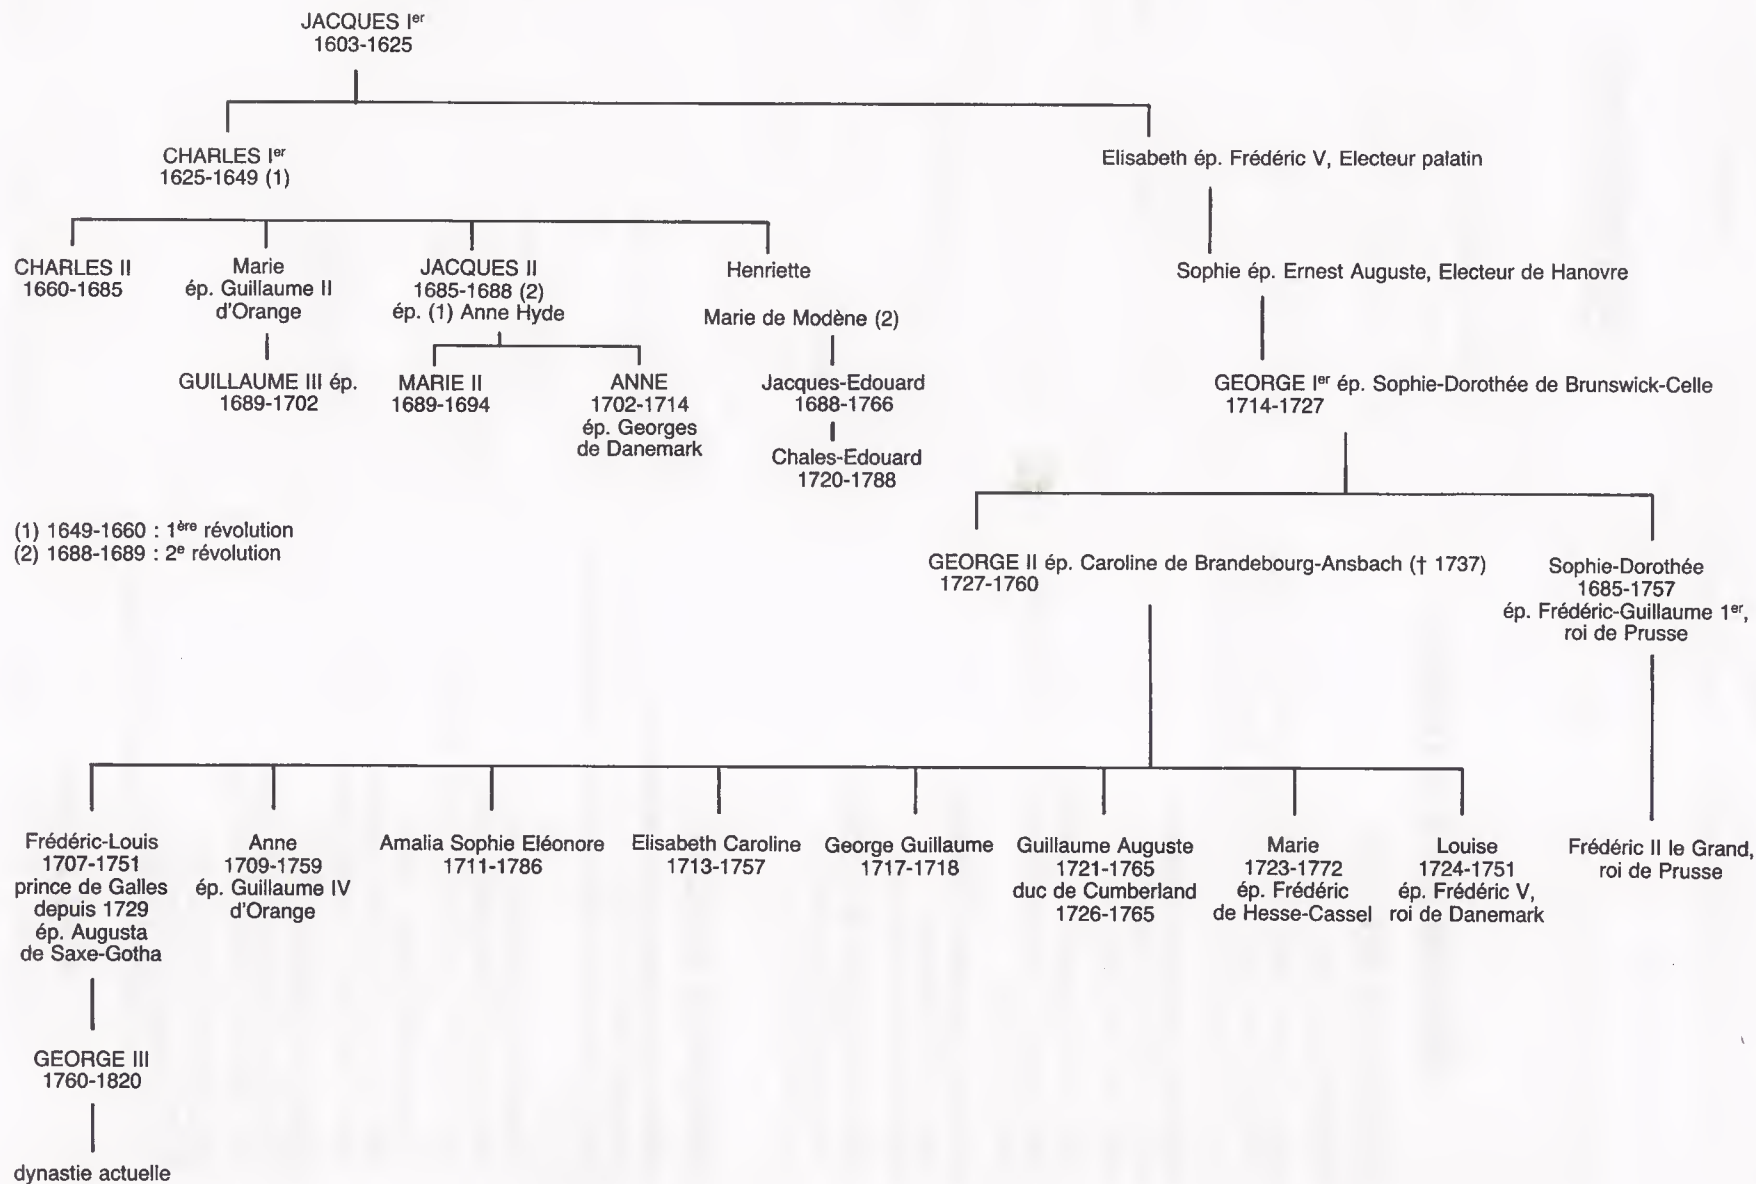 JACQUES Ier
1603-1625
CHARLES Ier
1625-1649 (1)
Elisabeth ép. Frédéric V, Electeur palatin
CHARLES II
1660-1685
Marie
ép. Guillaume II
d'Orange
JACQUES II
1685-1688 (2)
ép. (1) Anne Hyde
Henriette
Marie de Modène (2)
Sophie ép. Ernest Auguste, Electeur de Hanovre
GUILLAUME III ép.
1689-1702
MARIE II
1689-1694
ANNE
1702-1714
ép. Georges
de Danemark
Jacques-Edouard
1688-1766
Chales-Edouard
1720-1788
GEORGE Ier ép. Sophie-Dorothée de Brunswick-Celle
1714-1727
(1) 1649-1660 : 1ère révolution
(2) 1688-1689 : 2e révolution
GEORGE II ép. Caroline de Brandebourg-Ansbach († 1737)
1727-1760
Sophie-Dorothée
1685-1757
ép. Frédéric-Guillaume 1er,
roi de Prusse
Frédéric-Louis
1707-1751
prince de Galles
depuis 1729
ép. Augusta
de Saxe-Gotha
Anne
1709-1759
ép. Guillaume IV
d'Orange
Amalia Sophie Eléonore
1711-1786
Elisabeth Caroline
1713-1757
George Guillaume
1717-1718
Guillaume Auguste
1721-1765
duc de Cumberland
1726-1765
Marie
1723-1772
ép. Frédéric
de Hesse-Cassel
Louise
1724-1751
ép. Frédéric V,
roi de Danemark
Frédéric II le Grand,
roi de Prusse
GEORGE III
1760-1820
dynastie actuelle